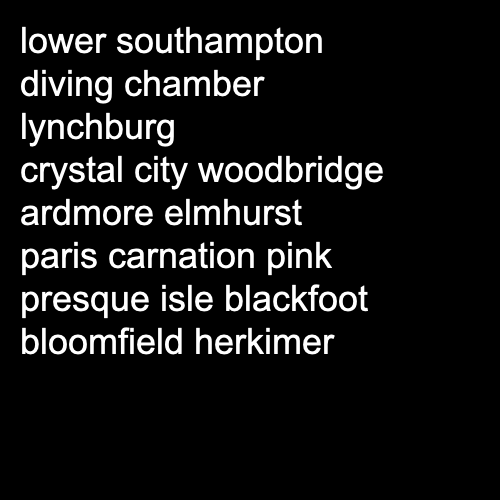 lower southampton
diving chamber
lynchburg
crystal city woodbridge
ardmore elmhurst
paris carnation pink
presque isle blackfoot
bloomfield herkimer